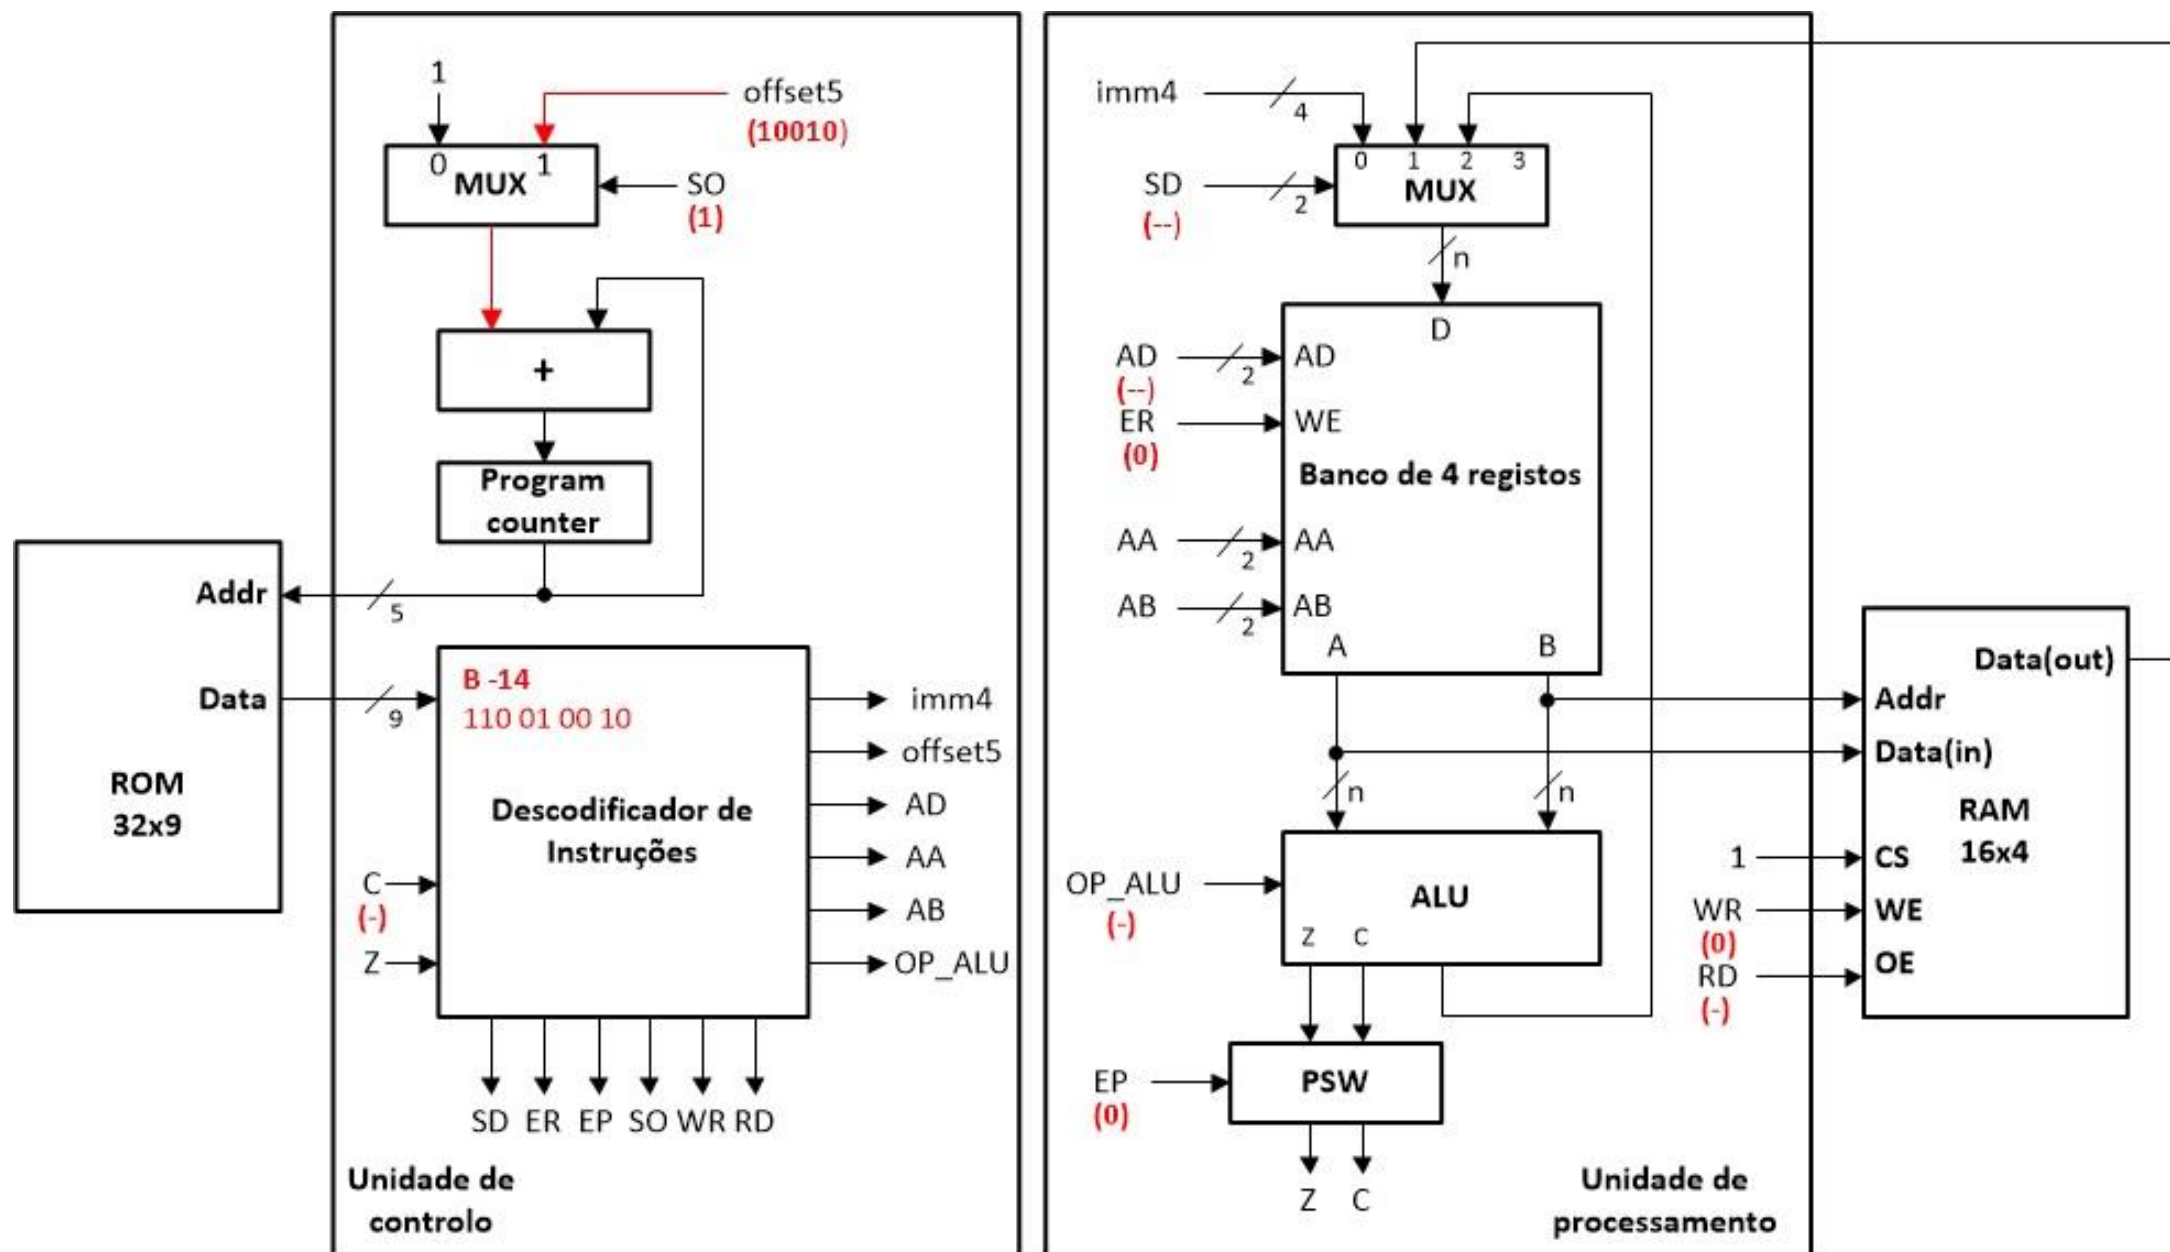 1
offset5
(10010)
0
1
MUX
SO
(1)
+
Program
counter
Addr
5
Data
9
ROM
32x9
B -14
110 01 00 10
Descodificador de
Instruções
C
(-)
Z
imm4
offset5
AD
AA
AB
OP_ALU
SD ER EP SO WR RD
Unidade de
controlo
imm4
4
0 1 2 3
MUX
SD
2
(--)
n
D
AD
2
AD
(--)
ER
WE
(0)
Banco de 4 registos
AA
2
AA
AB
2
AB
A
B
n
n
OP_ALU
(-)
ALU
Z C
EP
(0)
PSW
Z C
Unidade de
processamento
Data(out)
Addr
Data(in)
RAM
16x4
1
CS
WR
WE
(0)
RD
OE
(-)